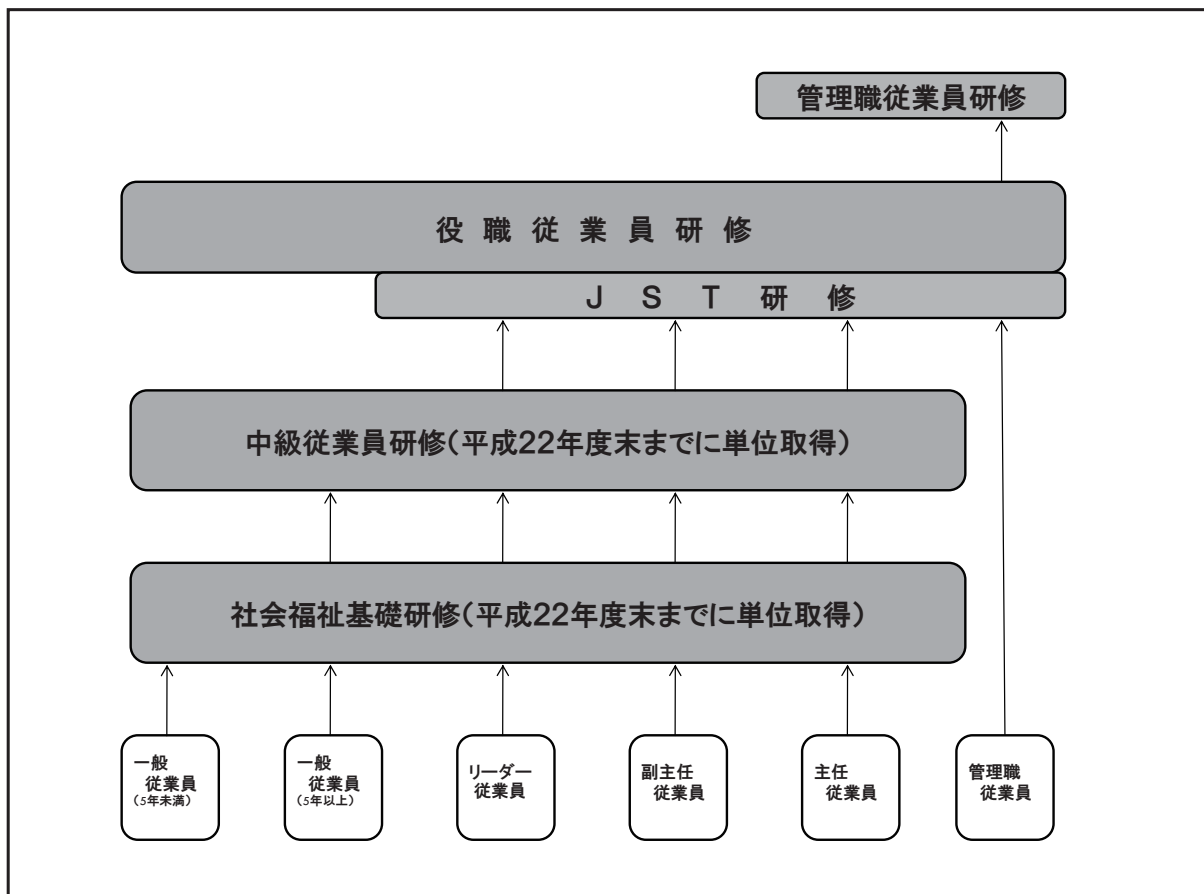 管理職従業員研修
役職従業員研修
JST研修
中級従業員研修(平成22年度末までに単位取得)
社会福祉基礎研修(平成22年度末までに単位取得)
一般
従業員
(5年未満)
一般
従業員
(5年以上)
リーダー
従業員
副主任
従業員
主任
従業員
管理職
従業員